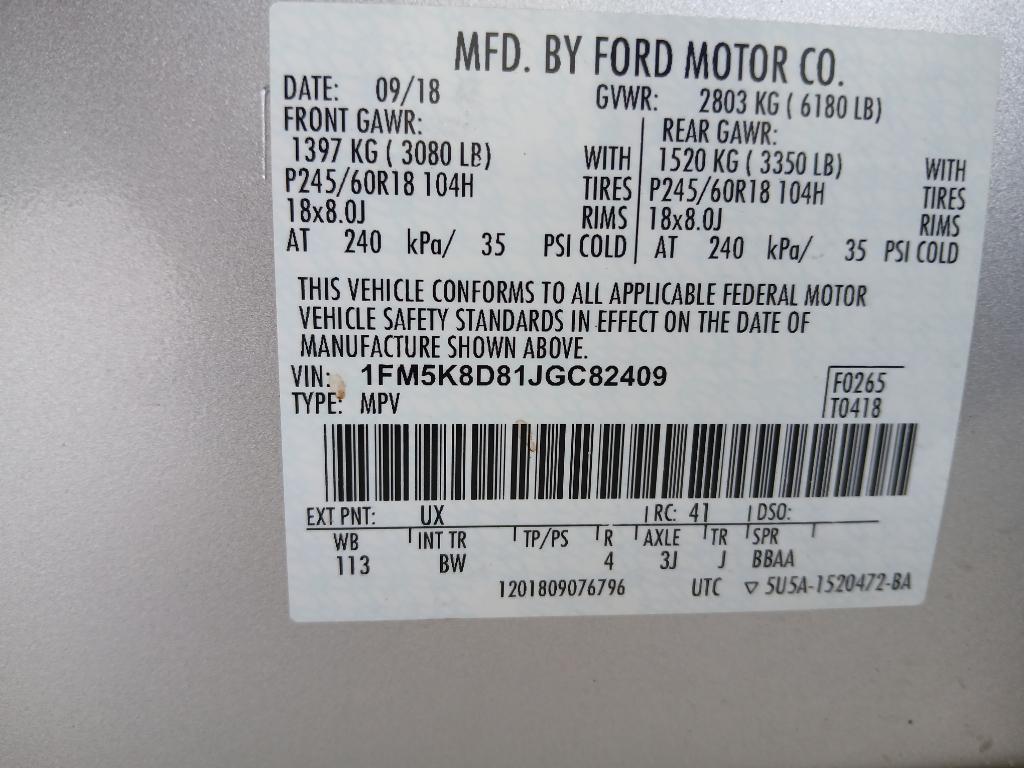 MFD. BY FORD MOTOR CO.
DATE: 09/18 GVWR: 2803 KG ( 6180 LB)
FRONT GAWR: REAR GAWR:
1397 KG ( 3080 LB) WITH 1520 KG ( 3350 LB) WITH
P245/60R18 104H TIRES P245/60R18 104H TIRES
18x8.0J RIMS 18x8.0J RIMS
AT 240 kPa/ 35 PSI COLD AT 240 kPa/ 35 PSI COLD
THIS VEHICLE CONFORMS TO ALL APPLICABLE FEDERAL MOTOR
VEHICLE SAFETY STANDARDS IN EFFECT ON THE DATE OF
MANUFACTURE SHOWN ABOVE.
VIN: 1FM5K8D81JGC82409 F0265
TYPE: MPV T0418
EXT PNT: UX RC: 41 DSO:
WB INT TR TP/PS R AXLE TR SPR
113 BW 4 3J J BBAA
1201809076796 UTC ▽ 5U5A-1520472-BA